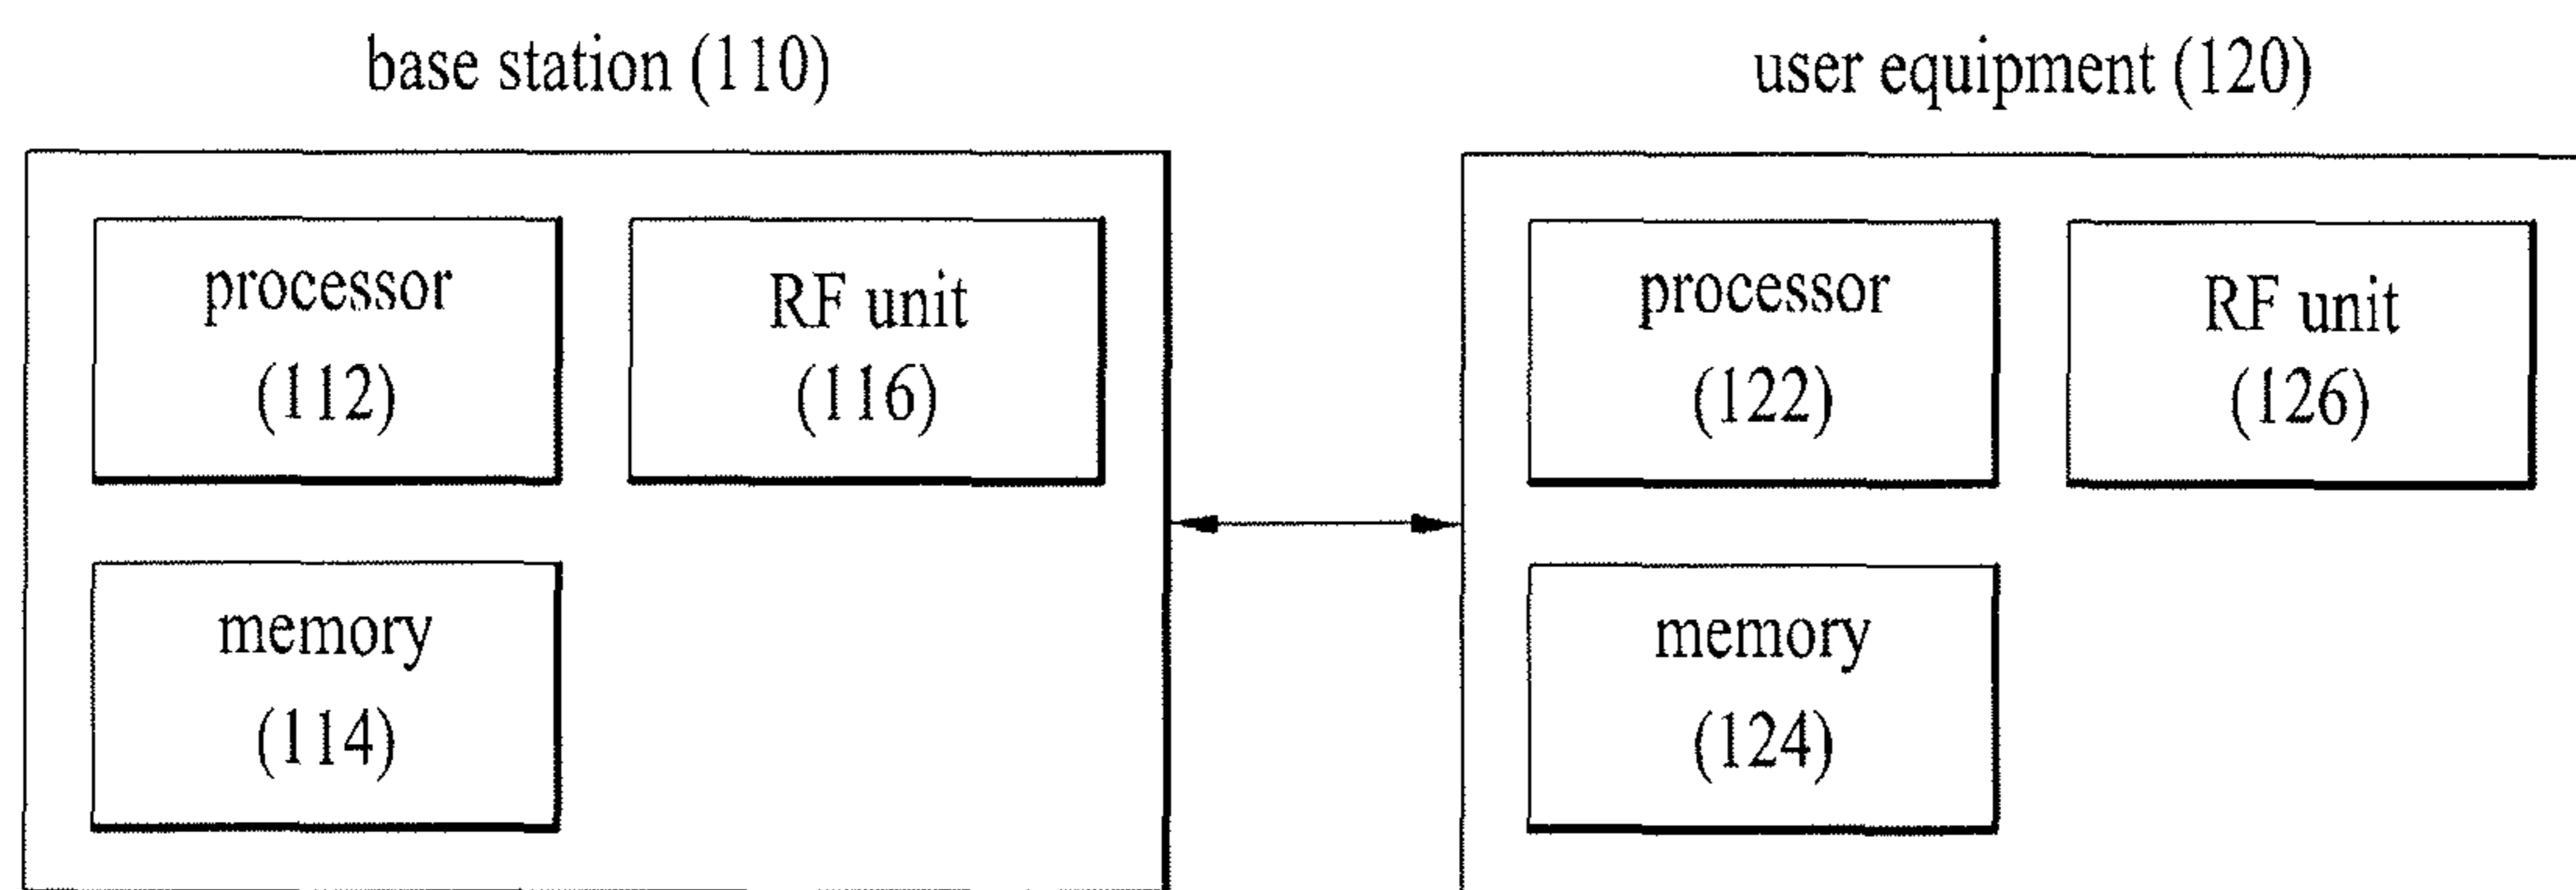 base station (110)
user equipment (120)
processor
(112)
RF unit
(116)
memory
(114)
processor
(122)
RF unit
(126)
memory
(124)